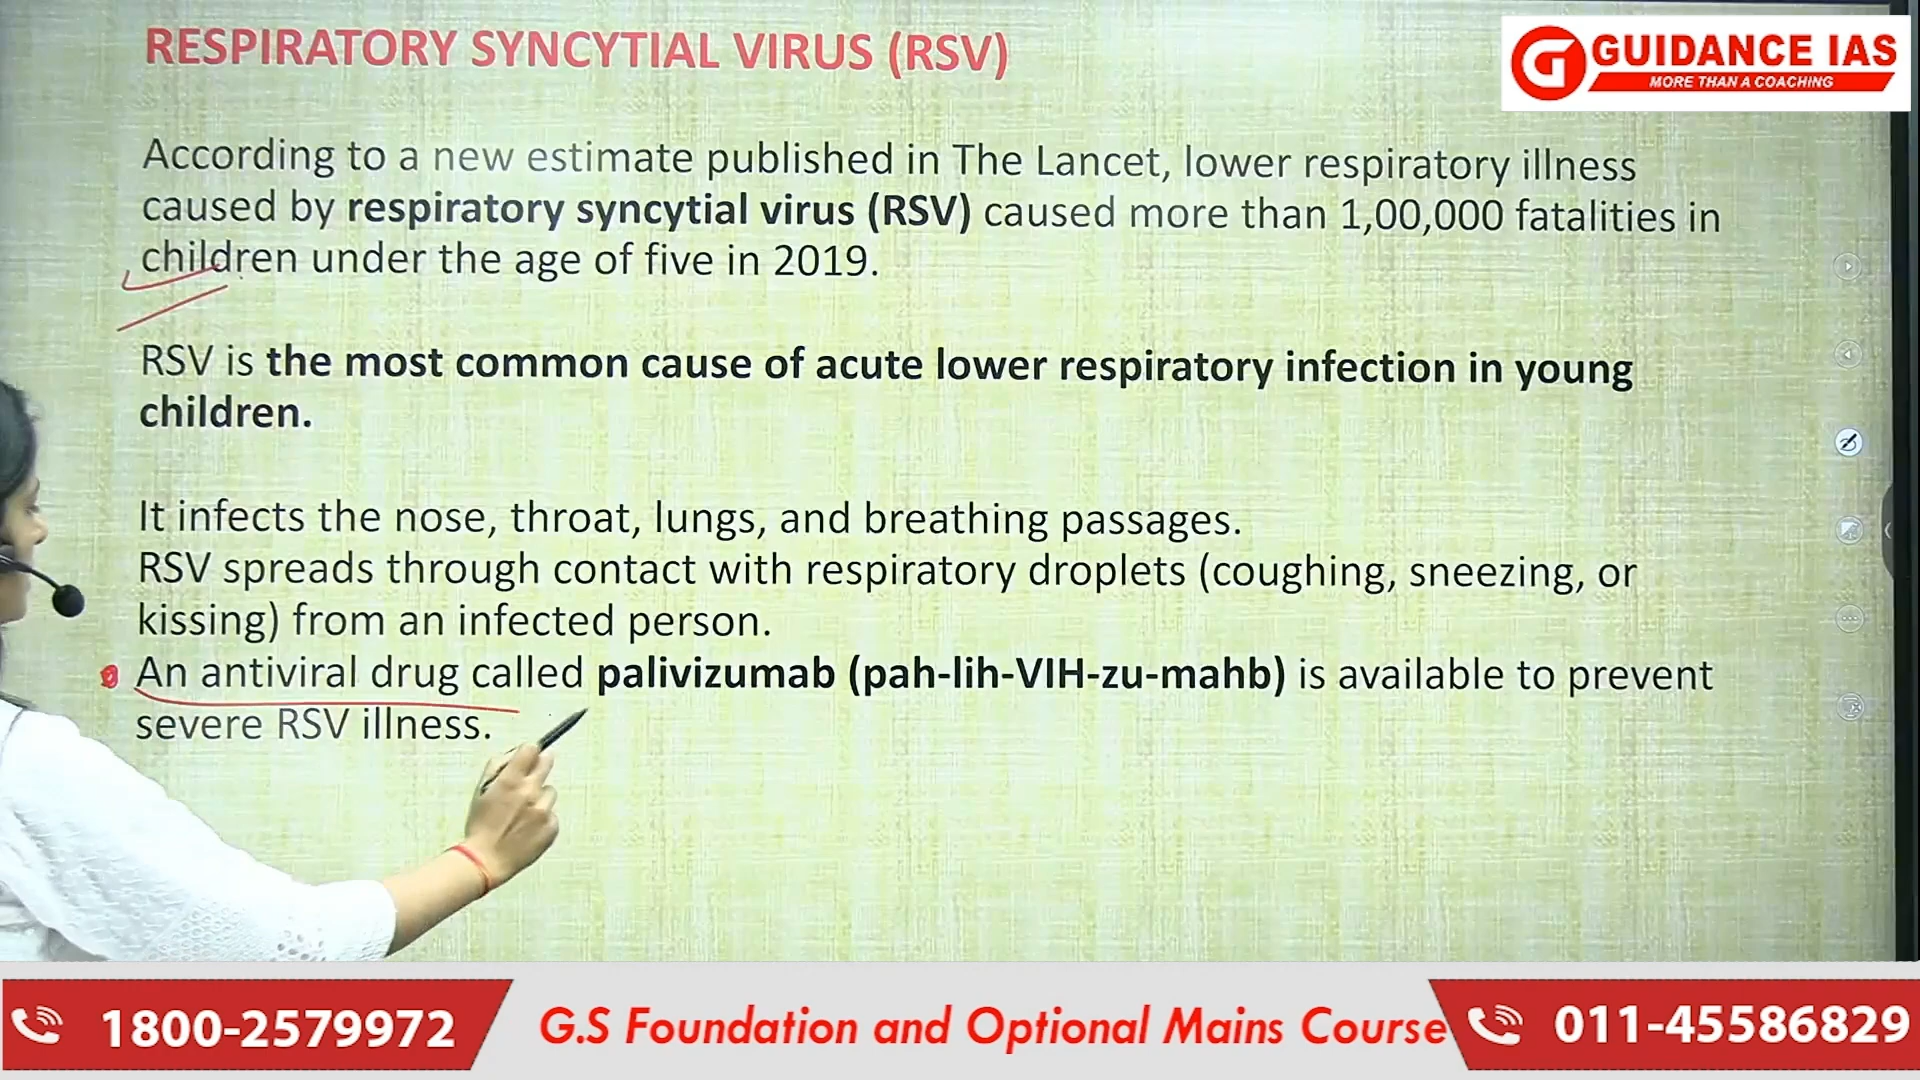 RESPIRATORY SYNCYTIAL VIRUS (RSV)
GUIDANCE IAS
MORE THAN A COACHING
According to a new estimate published in The Lancet, lower respiratory illness
caused by respiratory syncytial virus (RSV) caused more than 1,00,000 fatalities in
children under the age of five in 2019.
RSV is the most common cause of acute lower respiratory infection in young
children.
It infects the nose, throat, lungs, and breathing passages.
RSV spreads through contact with respiratory droplets (coughing, sneezing, or
kissing) from an infected person.
An antiviral drug called palivizumab (pah-lih-VIH-zu-mahb) is available to prevent
severe RSV illness.
1800-2579972
G.S Foundation and Optional Mains Course
011-45586829